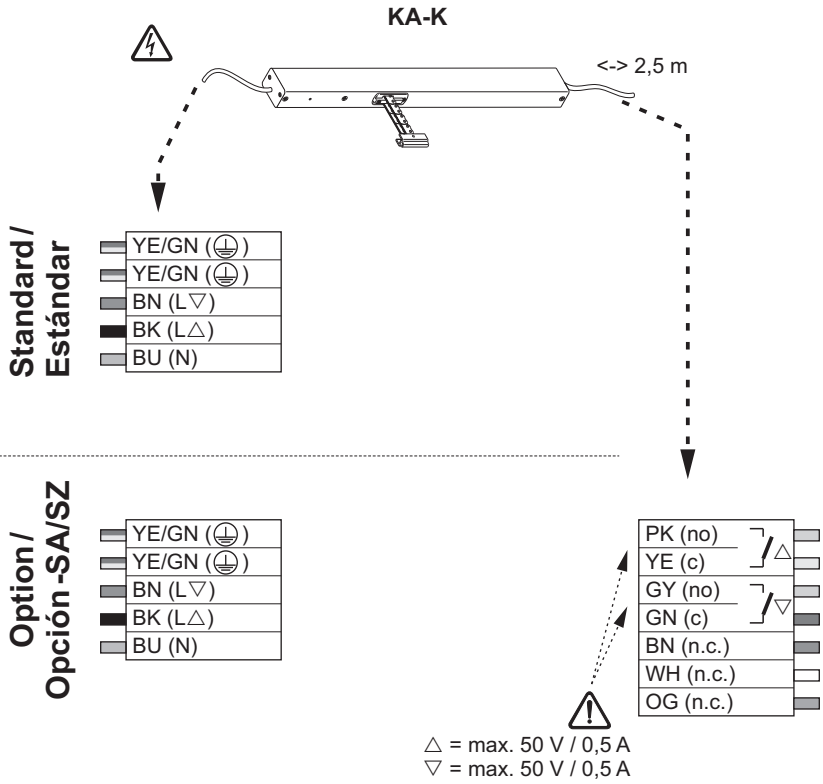 KA-K
<-> 2,5 m
Standard /
Estándar
YE/GN (⏚)
YE/GN (⏚)
BN (L▽)
BK (L△)
BU (N)
Option /
Opción -SA/SZ
YE/GN (⏚)
YE/GN (⏚)
BN (L▽)
BK (L△)
BU (N)
PK (no)
YE (c)
△
GY (no)
GN (c)
▽
BN (n.c.)
WH (n.c.)
OG (n.c.)
△ = max. 50 V / 0,5 A
▽ = max. 50 V / 0,5 A